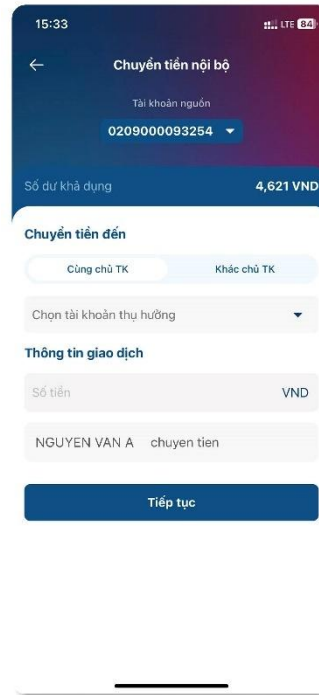 15:33 LTE 84
Chuyển tiền nội bộ
Tài khoản nguồn
0209000093254
Số dư khả dụng 4,621 VND
Chuyển tiền đến
Cùng chủ TK Khác chủ TK
Chọn tài khoản thụ hưởng
Thông tin giao dịch
Số tiền VND
NGUYEN VAN A chuyen tien
Tiếp tục